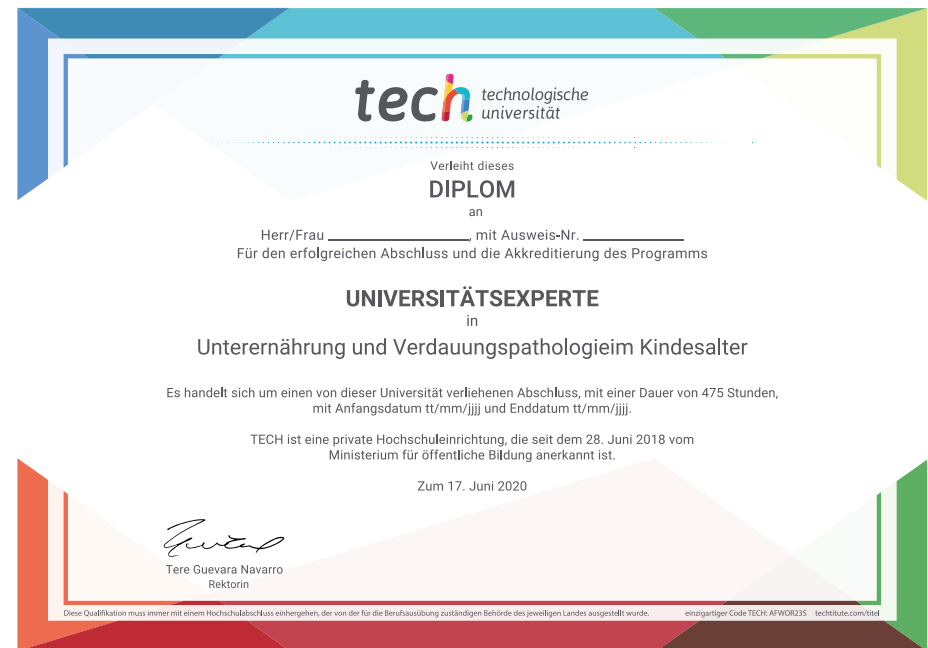 tech technologische
universität
Verleiht dieses
DIPLOM
an
Herr/Frau ____________, mit Ausweis-Nr. ____________
Für den erfolgreichen Abschluss und die Akkreditierung des Programms
UNIVERSITÄTSEXPERTE
in
Unterernährung und Verdauungspathologieim Kindesalter
Es handelt sich um einen von dieser Universität verliehenen Abschluss, mit einer Dauer von 475 Stunden,
mit Anfangsdatum tt/mm/jjjj und Enddatum tt/mm/jjjj.
TECH ist eine private Hochschuleinrichtung, die seit dem 28. Juni 2018 vom
Ministerium für öffentliche Bildung anerkannt ist.
Zum 17. Juni 2020
Tere Guevara Navarro
Rektorin
Diese Qualifikation muss immer mit einem Hochschulabschluss einhergehen, der von der für die Berufsausübung zuständigen Behörde des jeweiligen Landes ausgestellt wurde. einzigartiger Code TECH: AFWOR23S techtitute.com/titel